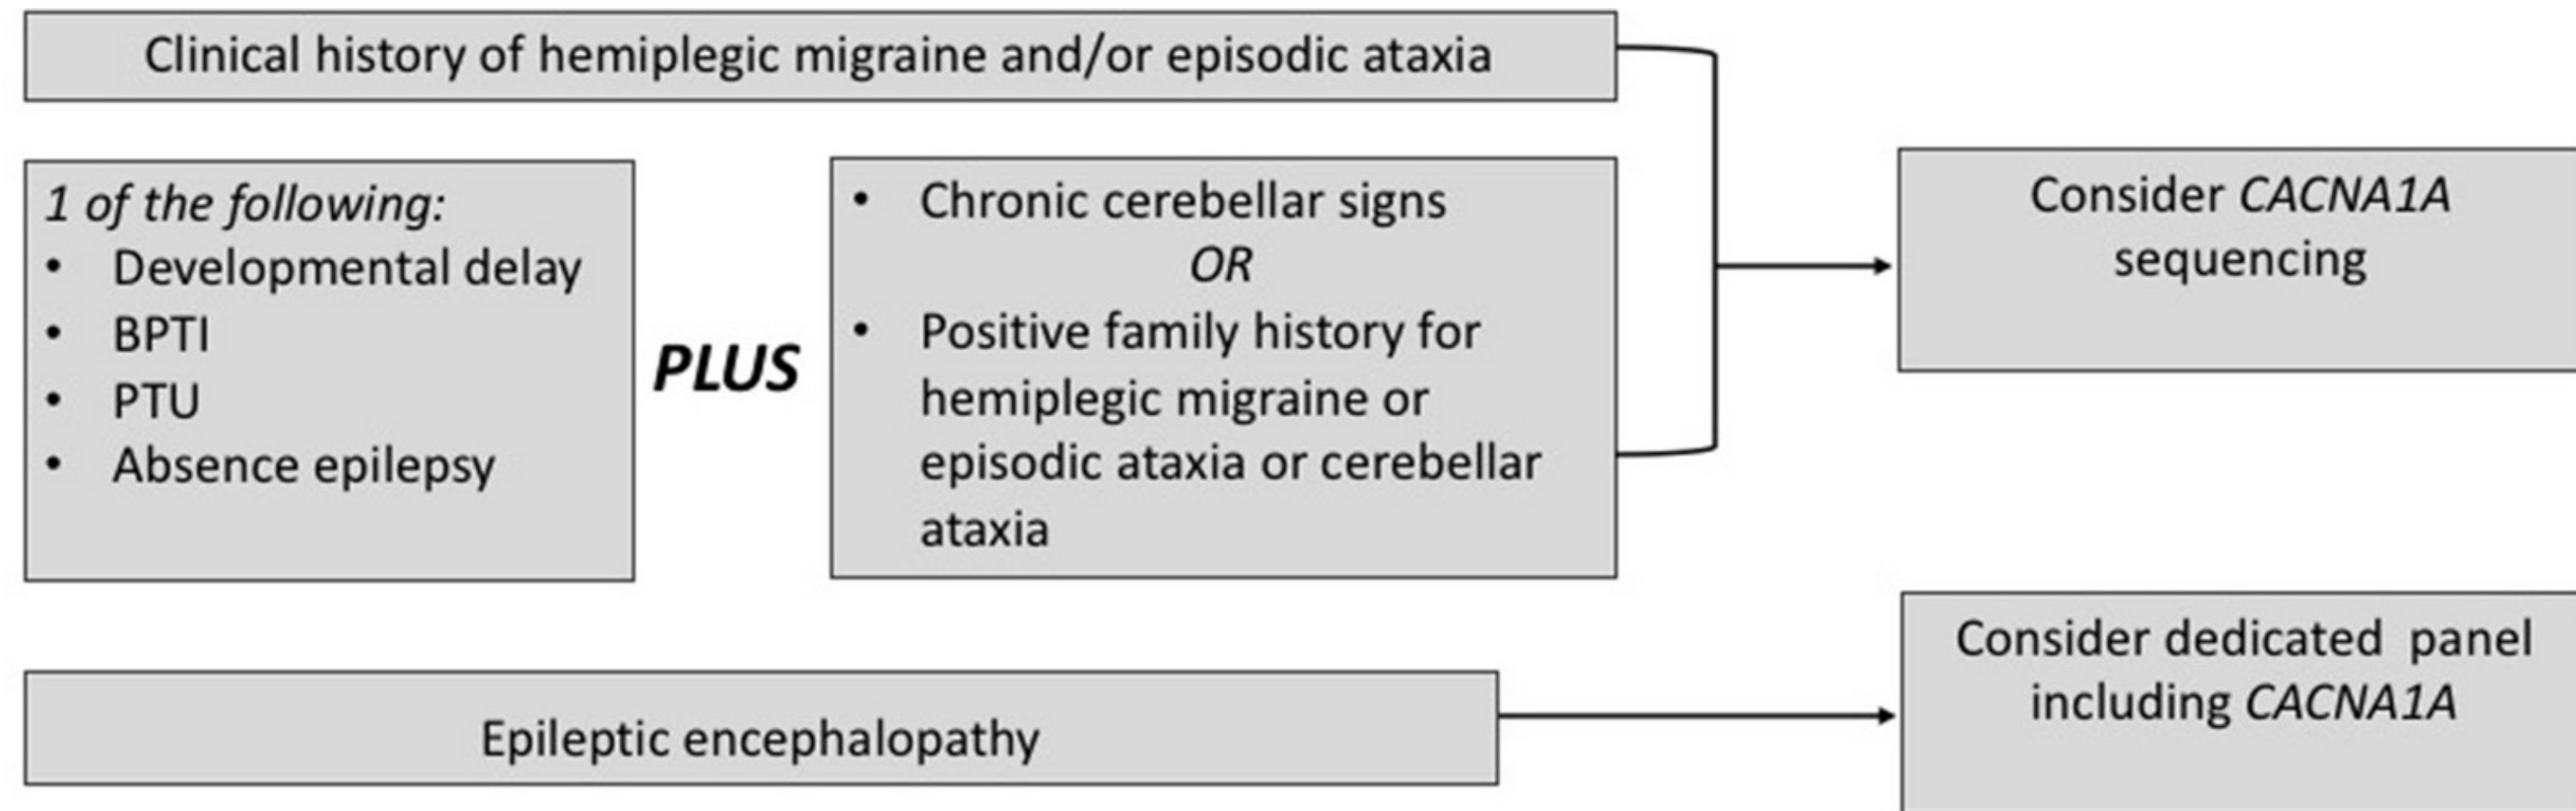 Clinical history of hemiplegic migraine and/or episodic ataxia
1 of the following:
• Developmental delay
• BPTI
• PTU
• Absence epilepsy
PLUS
• Chronic cerebellar signs
OR
• Positive family history for
hemiplegic migraine or
episodic ataxia or cerebellar
ataxia
Consider CACNA1A
sequencing
Epileptic encephalopathy
Consider dedicated panel
including CACNA1A